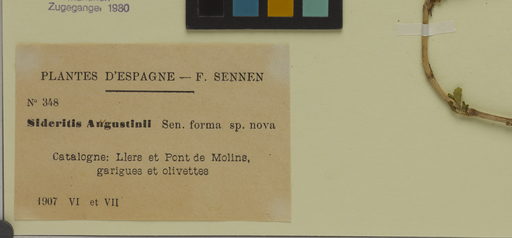 Zugegangen 1980
PLANTES D'ESPAGNE — F. SENNEN
N° 348
Sideritis Augustinii Sen. forma sp. nova
Catalogne: Llers et Pont de Molins,
garigues et olivettes
1907 VI et VII